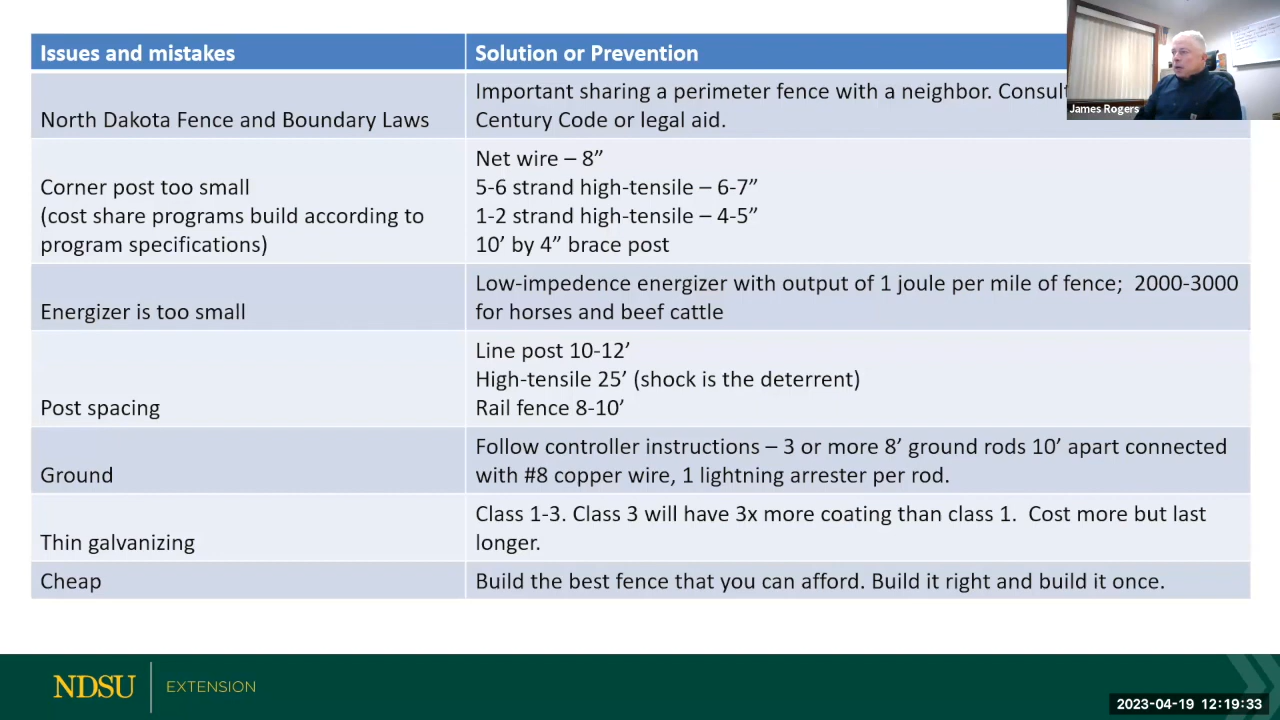 Issues and mistakes
Solution or Prevention
North Dakota Fence and Boundary Laws
Important sharing a perimeter fence with a neighbor. Consult
Century Code or legal aid.
Corner post too small
(cost share programs build according to
program specifications)
Net wire – 8”
5-6 strand high-tensile – 6-7”
1-2 strand high-tensile – 4-5”
10’ by 4” brace post
Energizer is too small
Low-impedence energizer with output of 1 joule per mile of fence;  2000-3000
for horses and beef cattle
Post spacing
Line post 10-12’
High-tensile 25’ (shock is the deterrent)
Rail fence 8-10’
Ground
Follow controller instructions – 3 or more 8’ ground rods 10’ apart connected
with #8 copper wire, 1 lightning arrester per rod.
Thin galvanizing
Class 1-3. Class 3 will have 3x more coating than class 1.  Cost more but last
longer.
Cheap
Build the best fence that you can afford. Build it right and build it once.
James Rogers
NDSU
EXTENSION
2023-04-19 12:19:33